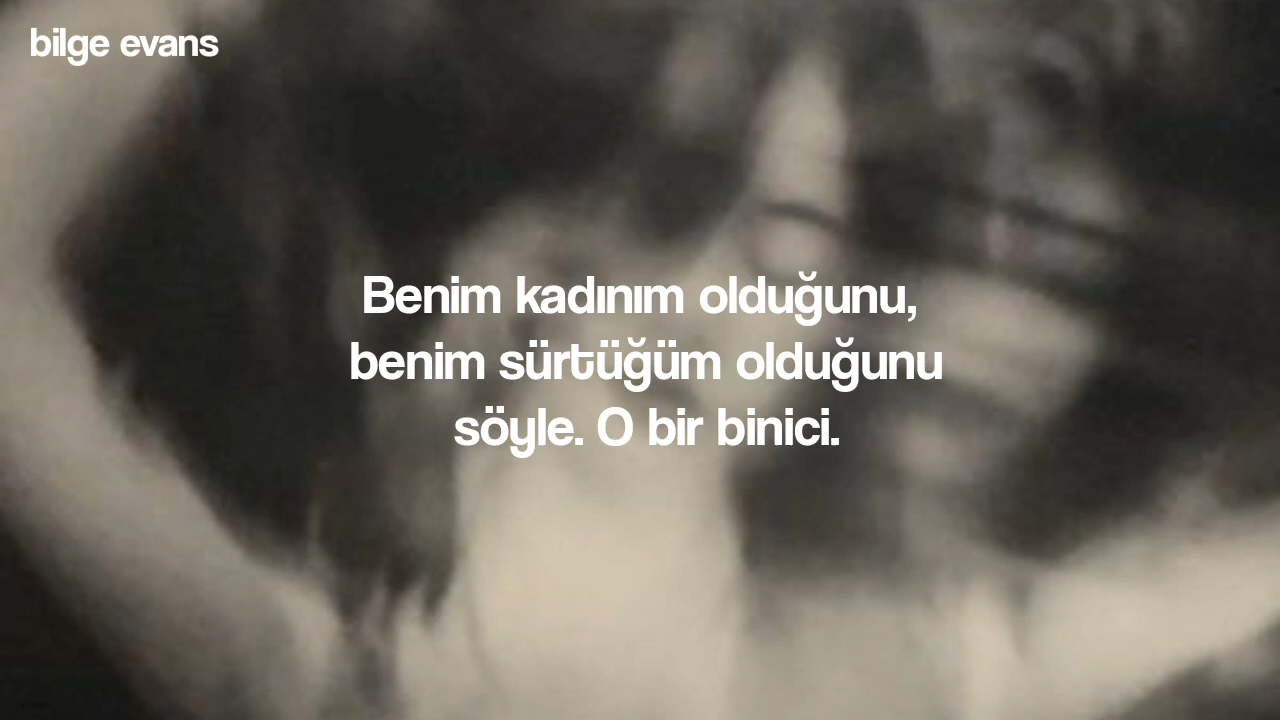 bilge evans
Benim kadınım olduğunu,
benim sürtüğüm olduğunu
söyle. O bir binici.